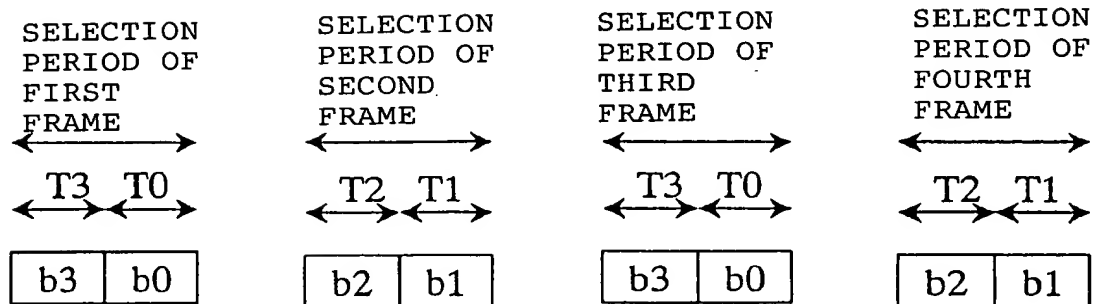 SELECTION
PERIOD OF
FIRST
FRAME
SELECTION
PERIOD OF
SECOND
FRAME
SELECTION
PERIOD OF
THIRD
FRAME
SELECTION
PERIOD OF
FOURTH
FRAME
T3 T0
T2 T1
T3 T0
T2 T1
b3 b0
b2 b1
b3 b0
b2 b1